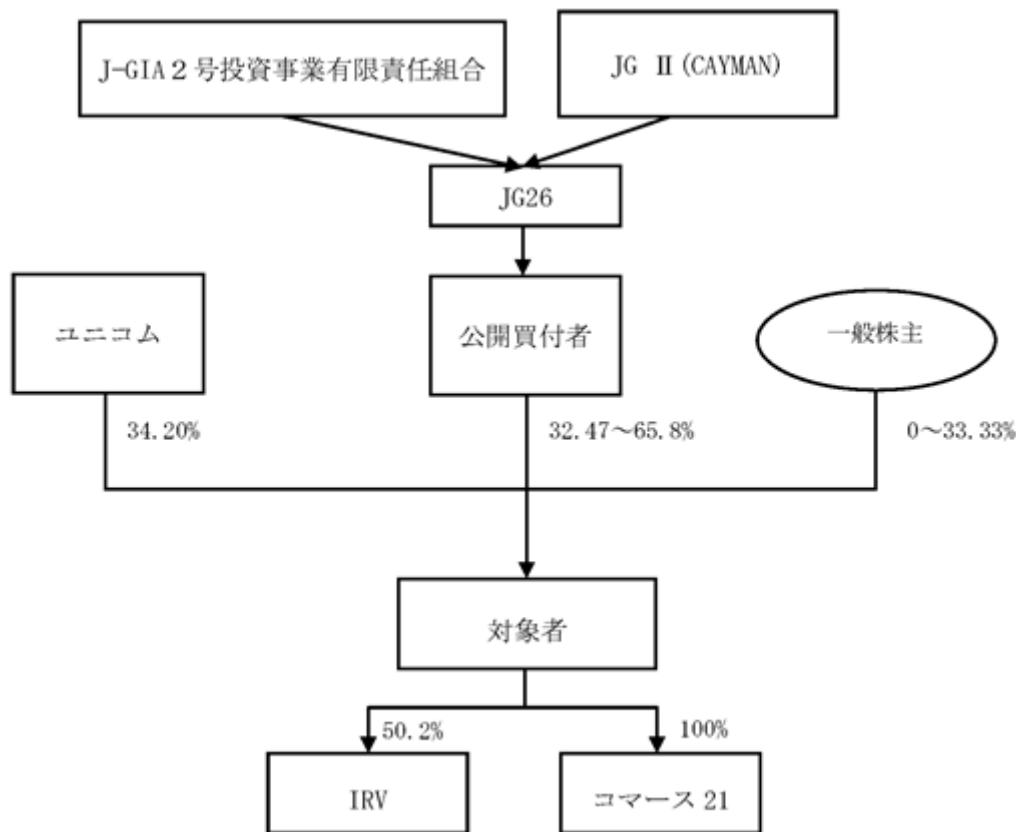 J-GIA２号投資事業有限責任組合
JG Ⅱ(CAYMAN)
JG26
ユニコム
公開買付者
一般株主
34.20%
32.47～65.8%
0～33.33%
対象者
50.2%
100%
IRV
コマース 21